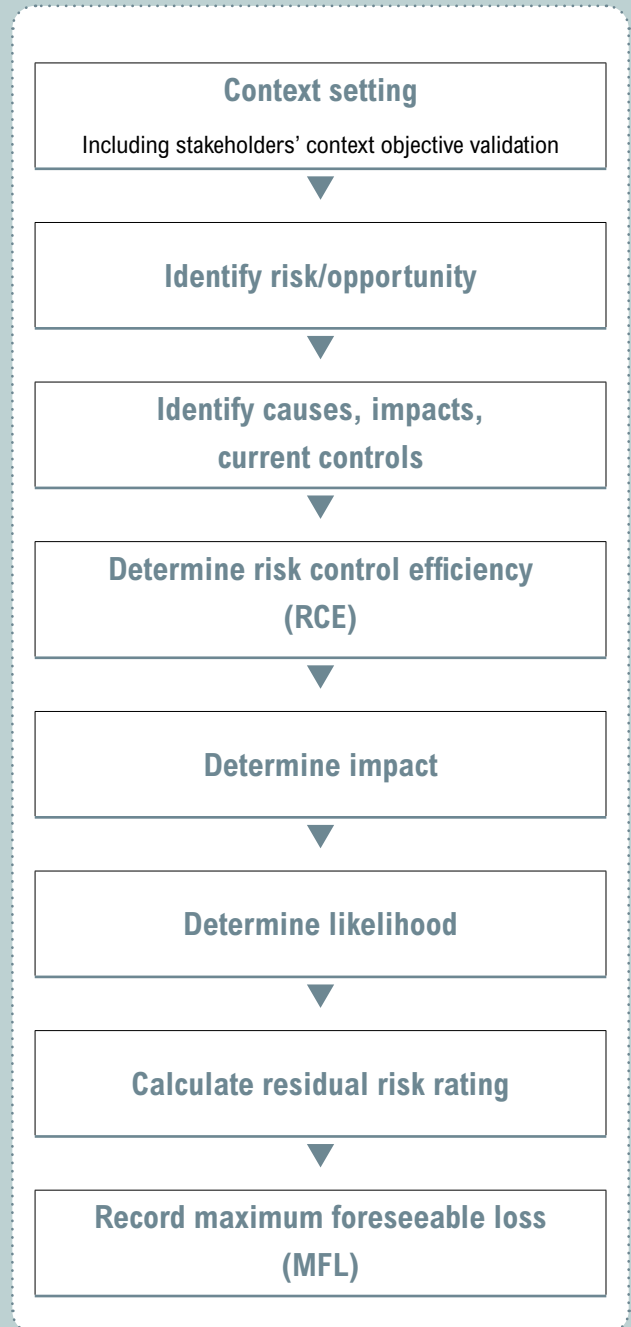 Context setting
Including stakeholders’ context objective validation
Identify risk/opportunity
Identify causes, impacts,
current controls
Determine risk control efficiency
(RCE)
Determine impact
Determine likelihood
Calculate residual risk rating
Record maximum foreseeable loss
(MFL)